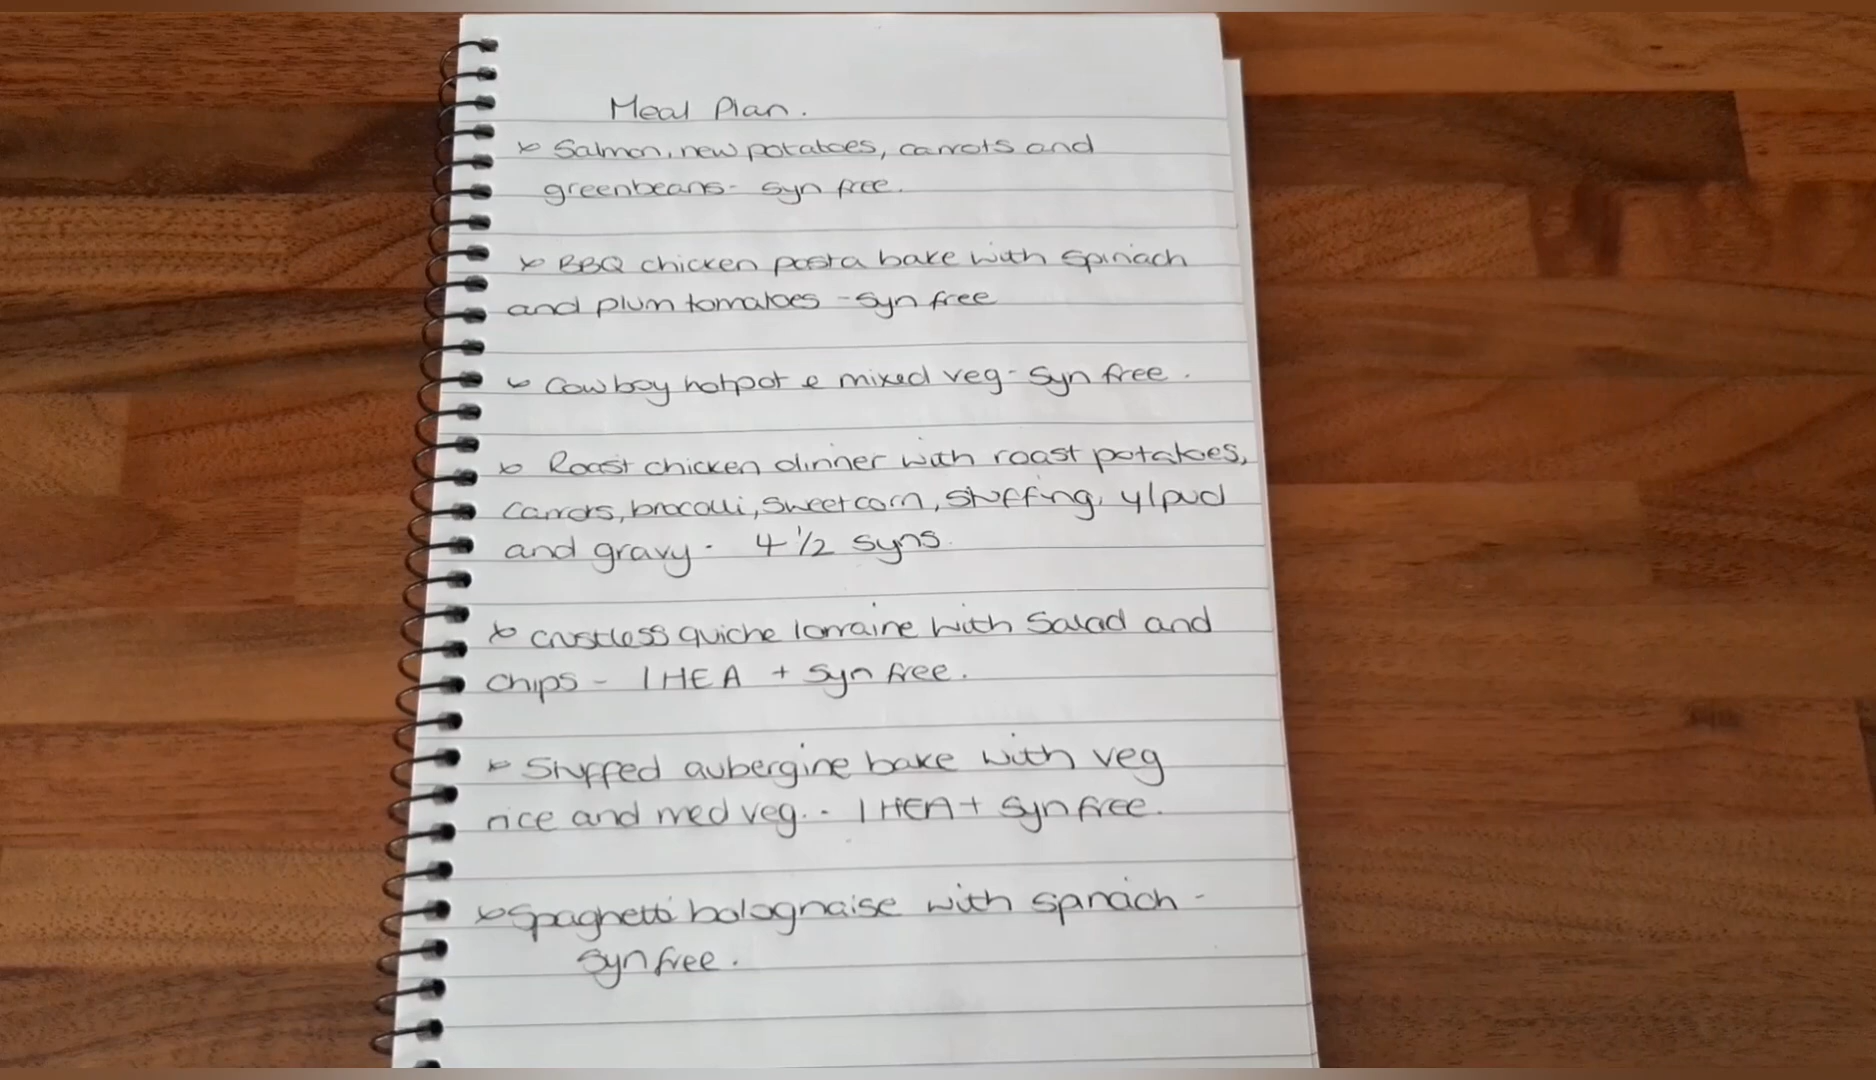 Meal Plan.
Salmon, new potatoes, carrots and
greenbeans - syn free.
BBQ chicken pasta bake with spinach
and plum tomatoes - syn free
Cowboy hotpot & mixed veg - syn free.
Roast chicken dinner with roast potatoes,
carrots, brocolli, sweetcorn, stuffing, y/pud
and gravy - 4 1/2 syns.
crustless quiche lorraine with salad and
chips - 1 HEA + syn free.
Stuffed aubergine bake with veg
rice and med veg. - 1 HEA + syn free.
Spaghetti bolognaise with spinach -
syn free.